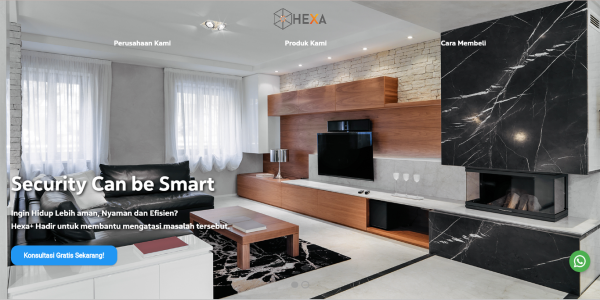 HEXA
Perusahaan Kami
Produk Kami
Cara Membeli
Security Can be Smart
Ingin Hidup Lebih aman, Nyaman dan Efisien?
Hexa+ Hadir untuk membantu mengatasi masalah tersebut.
Konsultasi Gratis Sekarang!